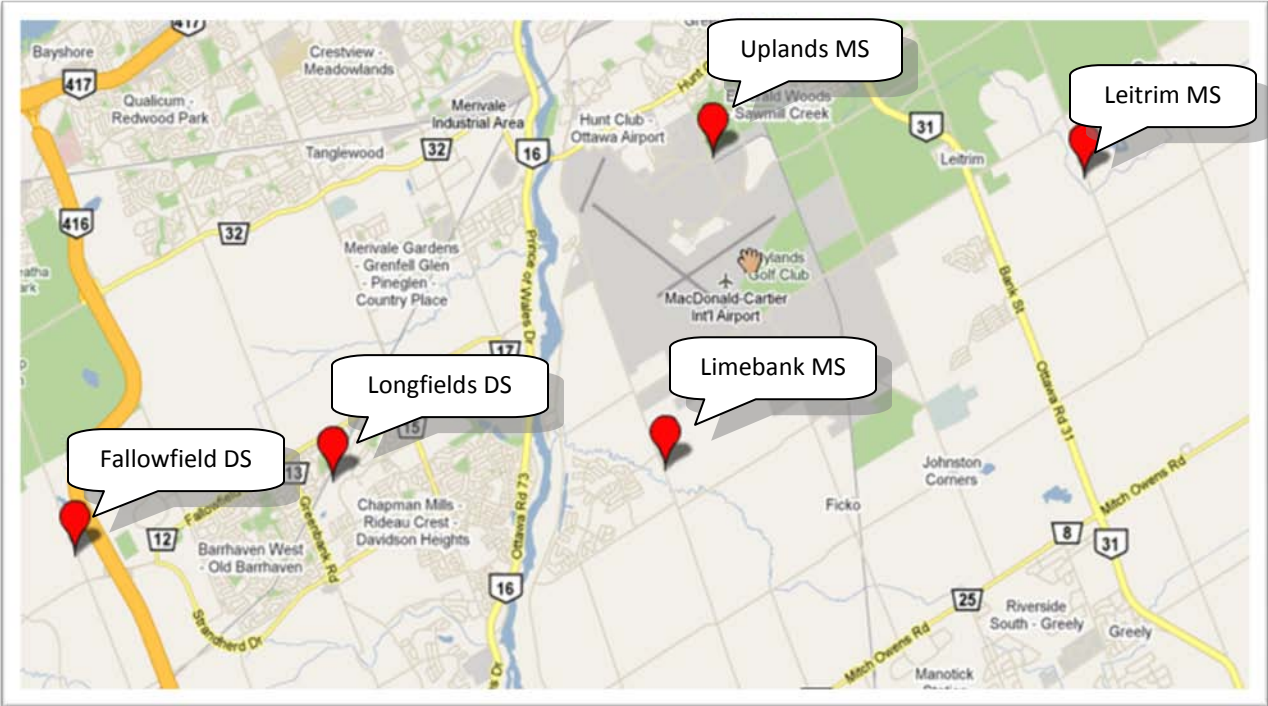 417
Bayshore
417
Crestview -
Meadowlands
Qualicum -
Redwood Park
Merivale
Industrial Area
Tanglewood
32
16
Hunt Club -
Ottawa Airport
Uplands MS
Sawmill Creek
31
Leitrim
Leitrim MS
416
32
Merivale Gardens
- Grenfell Glen
- Pineglen -
Country Place
Prince of Wales Dr
Golf Club
MacDonald-Cartier
Int'l Airport
Bank St
17
Longfields DS
Limebank MS
Ottawa Rd 31
15
Fallowfield DS
13
Fallowfield
12
Greenbank Rd
Chapman Mills -
Rideau Crest -
Davidson Heights
Barrhaven West
- Old Barrhaven
Ottawa Rd 73
Strandherd Dr
16
Johnston
Corners
Ficko
Mitch Owens Rd
8
31
25
Riverside
South - Greely
Greely
Mitch Owens Rd
Manotick